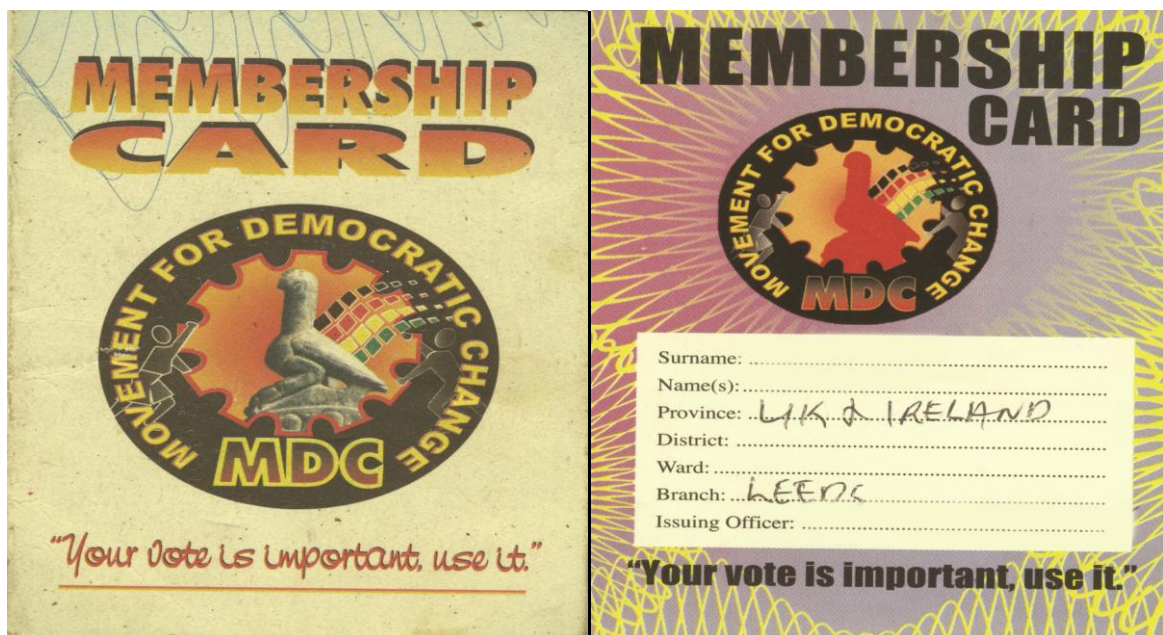 MEMBERSHIP
CARD
MOVEMENT FOR DEMOCRATIC CHANGE
MDC
"Your vote is important, use it."
MEMBERSHIP
CARD
MOVEMENT FOR DEMOCRATIC CHANGE
MDC
Surname:
Name(s):
Province: UK & IRELAND
District:
Ward:
Branch: LEEDS
Issuing Officer:
"Your vote is important, use it."